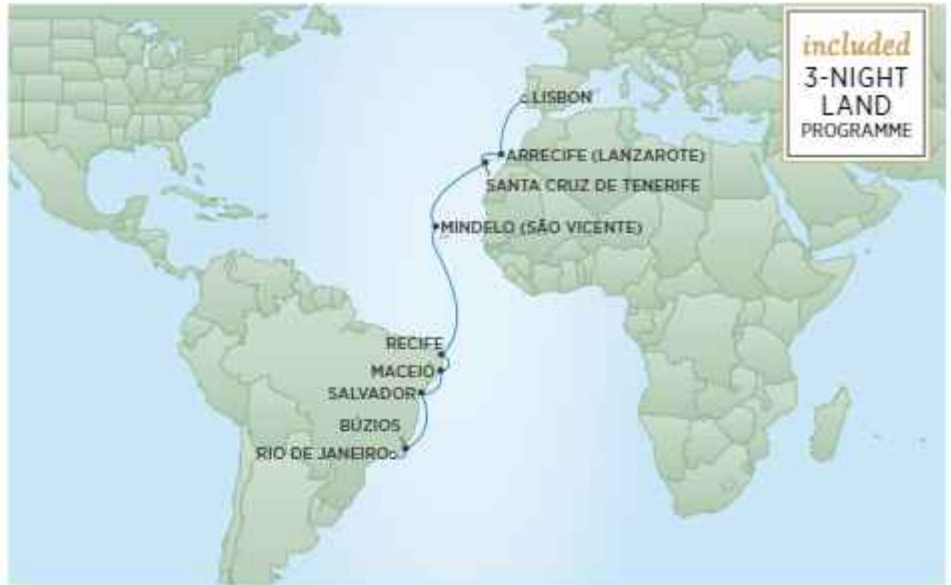 included
3-NIGHT
LAND
PROGRAMME
LISBON
ARRECIFE (LANZAROTE)
SANTA CRUZ DE TENERIFE
MINDELO (SÃO VICENTE)
RECIFE
MACEIÓ
SALVADOR
BÚZIOS
RIO DE JANEIRO